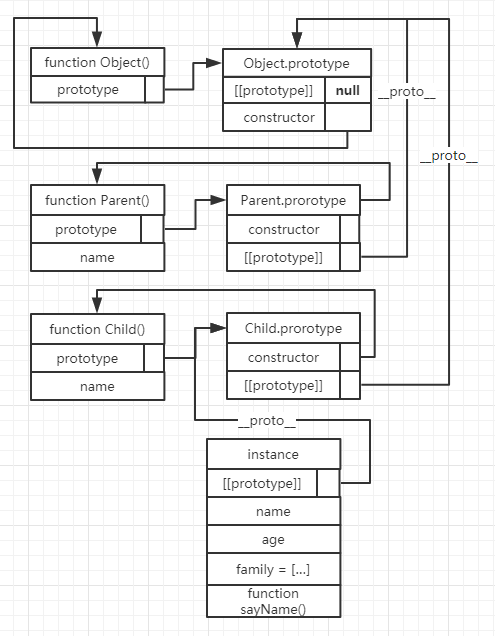 function Object()
prototype
Object.prototype
[[prototype]] null
constructor
__proto__
__proto__
function Parent()
prototype
name
Parent.prorotype
constructor
[[prototype]]
function Child()
prototype
name
Child.prorotype
constructor
[[prototype]]
__proto__
instance
[[prototype]]
name
age
family = [...]
function
sayName()